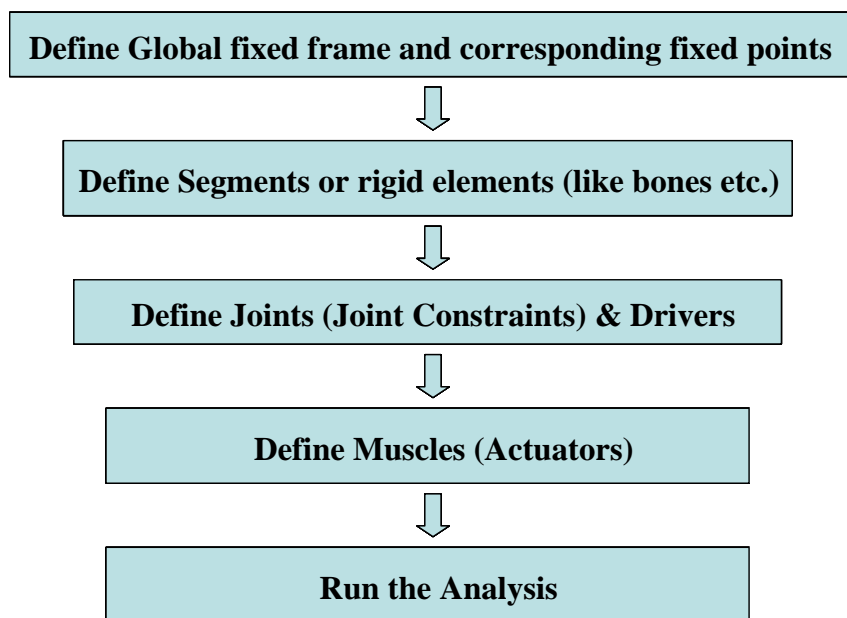 Define Global fixed frame and corresponding fixed points
Define Segments or rigid elements (like bones etc.)
Define Joints (Joint Constraints) & Drivers
Define Muscles (Actuators)
Run the Analysis